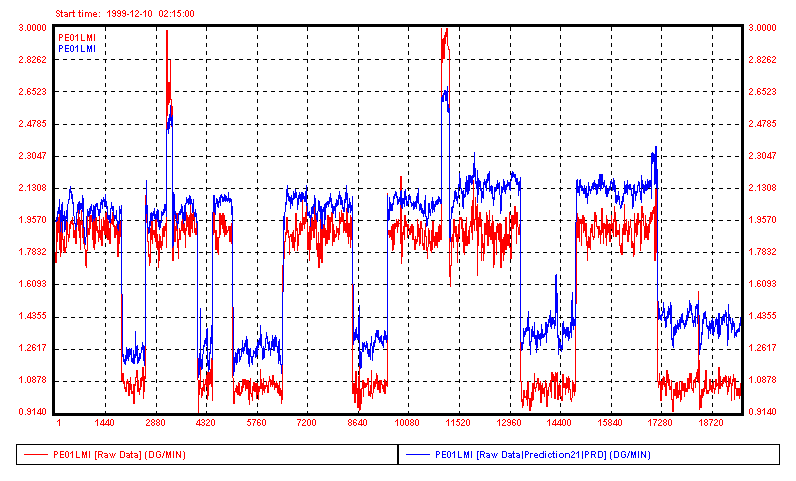 Start time: 1999-12-10 02:15:00
3.0000 3.0000
PE01LMI
PE01LMI
2.8262 2.8262
2.6523 2.6523
2.4785 2.4785
2.3047 2.3047
2.1308 2.1308
1.9570 1.9570
1.7832 1.7832
1.6093 1.6093
1.4355 1.4355
1.2617 1.2617
1.0878 1.0878
0.9140 0.9140
1 1440 2880 4320 5760 7200 8640 10080 11520 12960 14400 15840 17280 18720
PE01LMI [Raw Data] (DG/MIN) PE01LMI [Raw Data|Prediction21|PRD] (DG/MIN)